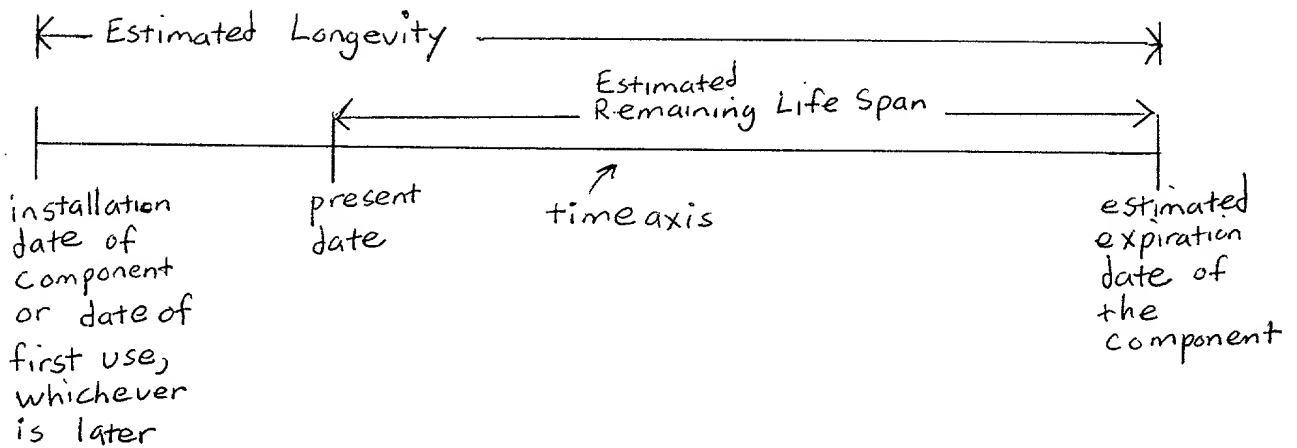 Estimated Longevity
Estimated
Remaining Life Span
installation
date of
component
or date of
first use,
whichever
is later
present
date
time axis
estimated
expiration
date of
the
component